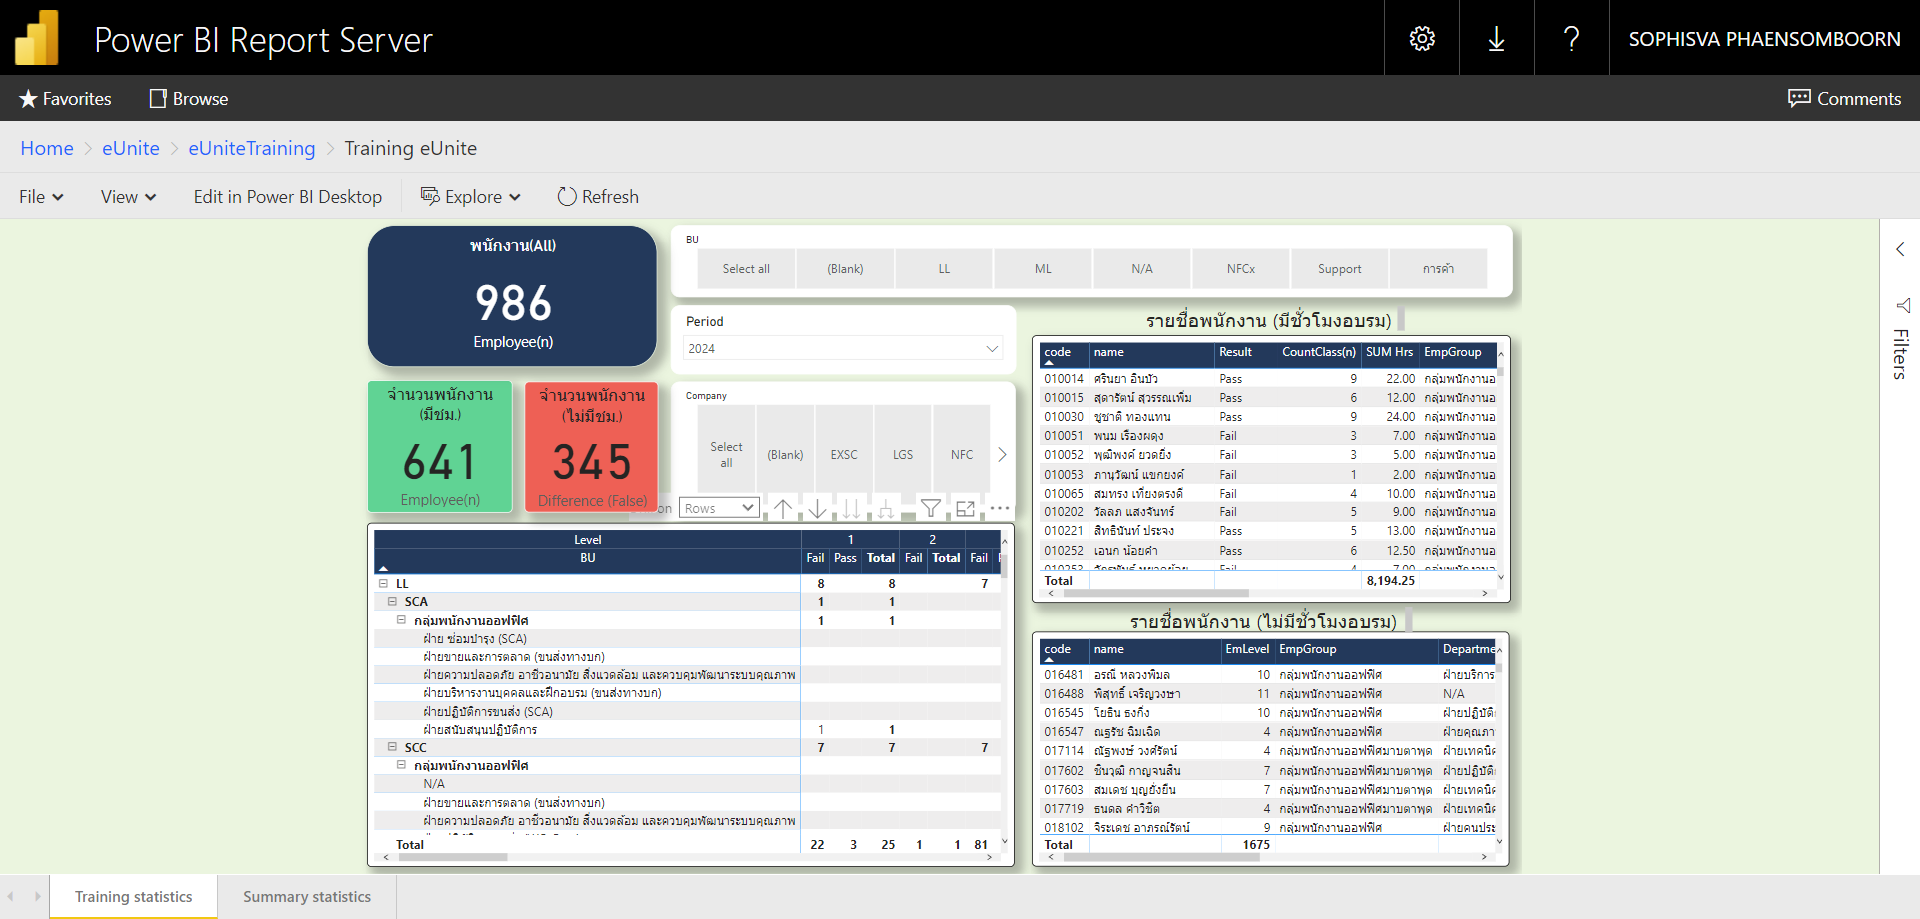 Power BI Report Server
SOPHISVA PHAENSOMBOORN
Favorites
Browse
Comments
Home > eUnite > eUniteTraining > Training eUnite
File
View
Edit in Power BI Desktop
Explore
Refresh
พนักงาน(All)
986
Employee(n)
BU
Select all
(Blank)
LL
ML
N/A
NFCx
Support
การค้า
Period
2024
จำนวนพนักงาน
(มีชม.)
641
Employee(n)
จำนวนพนักงาน
(ไม่มีชม.)
345
Difference (False)
Company
Select
all
(Blank)
EXSC
LGS
NFC
on
Rows
Level 1 2
BU Fail Pass Total Fail Total Fail
LL 8 8 7
SCA 1 1
กลุ่มพนักงานออฟฟิศ 1 1
ฝ่าย ซ่อมบำรุง (SCA)
ฝ่ายขายและการตลาด (ขนส่งทางบก)
ฝ่ายความปลอดภัย อาชีวอนามัย สิ่งแวดล้อม และควบคุมพัฒนาระบบคุณภาพ
ฝ่ายบริหารงานบุคคลและฝึกอบรม (ขนส่งทางบก)
ฝ่ายปฏิบัติการขนส่ง (SCA)
ฝ่ายสนับสนุนปฏิบัติการ 1 1
SCC 7 7 7
กลุ่มพนักงานออฟฟิศ
N/A
ฝ่ายขายและการตลาด (ขนส่งทางบก)
ฝ่ายความปลอดภัย อาชีวอนามัย สิ่งแวดล้อม และควบคุมพัฒนาระบบคุณภาพ
Total 22 3 25 1 1 81
รายชื่อพนักงาน (มีชั่วโมงอบรม)
code name Result CountClass(n) SUM Hrs EmpGroup
010014 ศรินยา อินบัว Pass 9 22.00 กลุ่มพนักงานอ
010015 สุดารัตน์ สุวรรณเพิ่ม Pass 6 12.00 กลุ่มพนักงานอ
010030 ชูชาติ ทองแทน Pass 9 24.00 กลุ่มพนักงานอ
010051 พนม เรืองผดุง Fail 3 7.00 กลุ่มพนักงานอ
010052 พุฒิพงค์ ยวดยิ่ง Fail 3 5.00 กลุ่มพนักงานอ
010053 ภานุวัฒน์ แขกยงค์ Fail 1 2.00 กลุ่มพนักงานอ
010065 สมทรง เที่ยงตรงดี Fail 4 10.00 กลุ่มพนักงานอ
010202 วัลลภ แสงจันทร์ Fail 5 9.00 กลุ่มพนักงานอ
010221 สิทธินันท์ ประจง Pass 5 13.00 กลุ่มพนักงานอ
010252 เอนก น้อยคำ Pass 6 12.50 กลุ่มพนักงานอ
Total 8,194.25
รายชื่อพนักงาน (ไม่มีชั่วโมงอบรม)
code name EmLevel EmpGroup Departme
016481 อรณี หลวงพิมล 10 กลุ่มพนักงานออฟฟิศ ฝ่ายบริการ
016488 พิสุทธิ์ เจริญวงษา 11 กลุ่มพนักงานออฟฟิศ N/A
016545 โยธิน ธงกิ่ง 10 กลุ่มพนักงานออฟฟิศ ฝ่ายปฏิบัติ
016547 ณฐรัช ฉิมเฉิด 4 กลุ่มพนักงานออฟฟิศ ฝ่ายคุณภา
017114 ณัฐพงษ์ วงศ์รัตน์ 4 กลุ่มพนักงานออฟฟิศมาบตาพุด ฝ่ายเทคนิ
017602 ชินวุฒิ กาญจนสิน 7 กลุ่มพนักงานออฟฟิศมาบตาพุด ฝ่ายปฏิบัติ
017603 สมเดช บุญยั่งยืน 7 กลุ่มพนักงานออฟฟิศมาบตาพุด ฝ่ายเทคนิ
017719 ธนดล คำวิชิต 4 กลุ่มพนักงานออฟฟิศมาบตาพุด ฝ่ายเทคนิ
018102 จิระเดช อาภรณ์รัตน์ 9 กลุ่มพนักงานออฟฟิศ ฝ่ายคนประ
Total 1675
Filters
Training statistics
Summary statistics